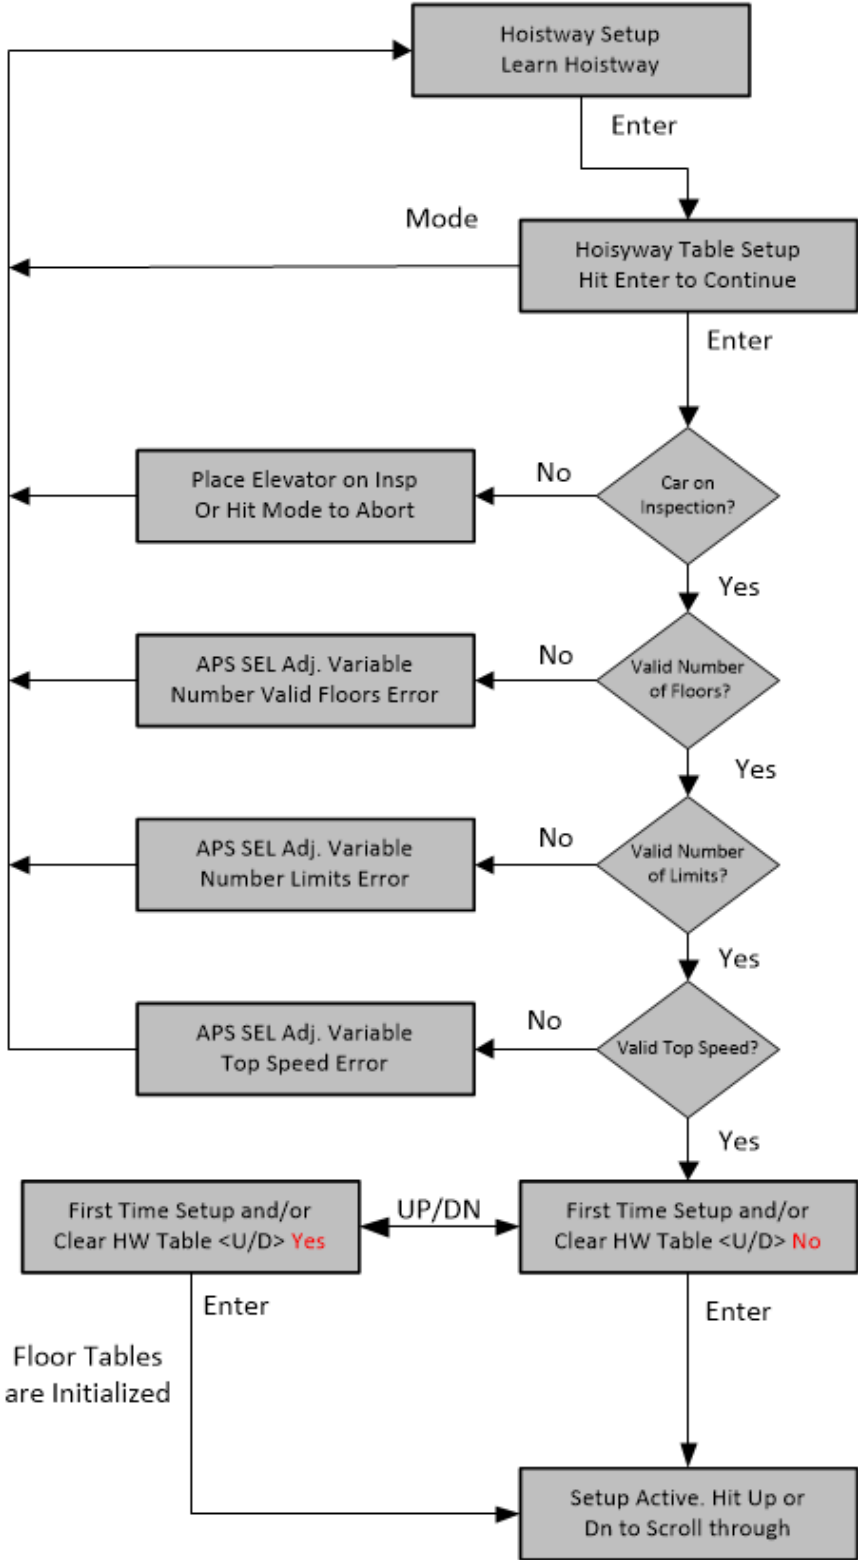 Hoistway Setup
Learn Hoistway
Enter
Mode
Hoisyway Table Setup
Hit Enter to Continue
Enter
Place Elevator on Insp
Or Hit Mode to Abort
No
Car on
Inspection?
Yes
APS SEL Adj. Variable
Number Valid Floors Error
No
Valid Number
of Floors?
Yes
APS SEL Adj. Variable
Number Limits Error
No
Valid Number
of Limits?
Yes
APS SEL Adj. Variable
Top Speed Error
No
Valid Top Speed?
Yes
First Time Setup and/or
Clear HW Table <U/D> Yes
UP/DN
First Time Setup and/or
Clear HW Table <U/D> No
Enter
Enter
Floor Tables
are Initialized
Setup Active. Hit Up or
Dn to Scroll through